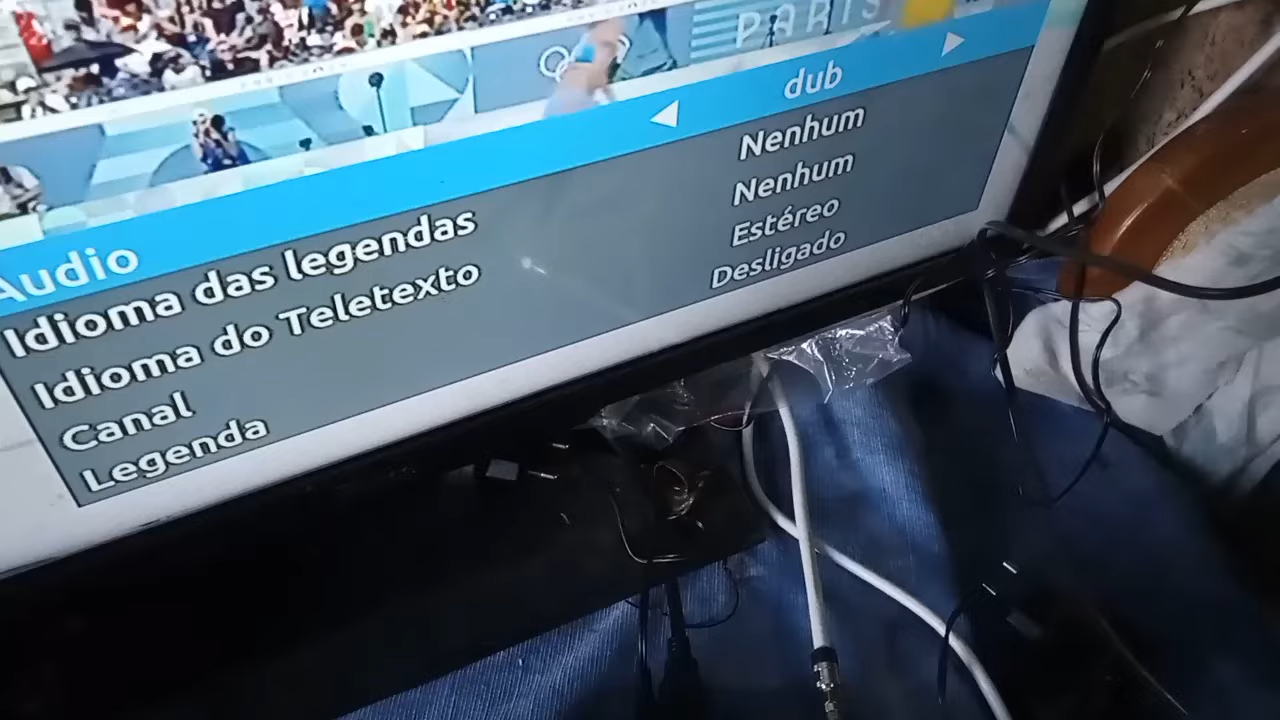 PARIS
Audio dub
Idioma das legendas Nenhum
Idioma do Teletexto Nenhum
Canal Estéreo
Legenda Desligado